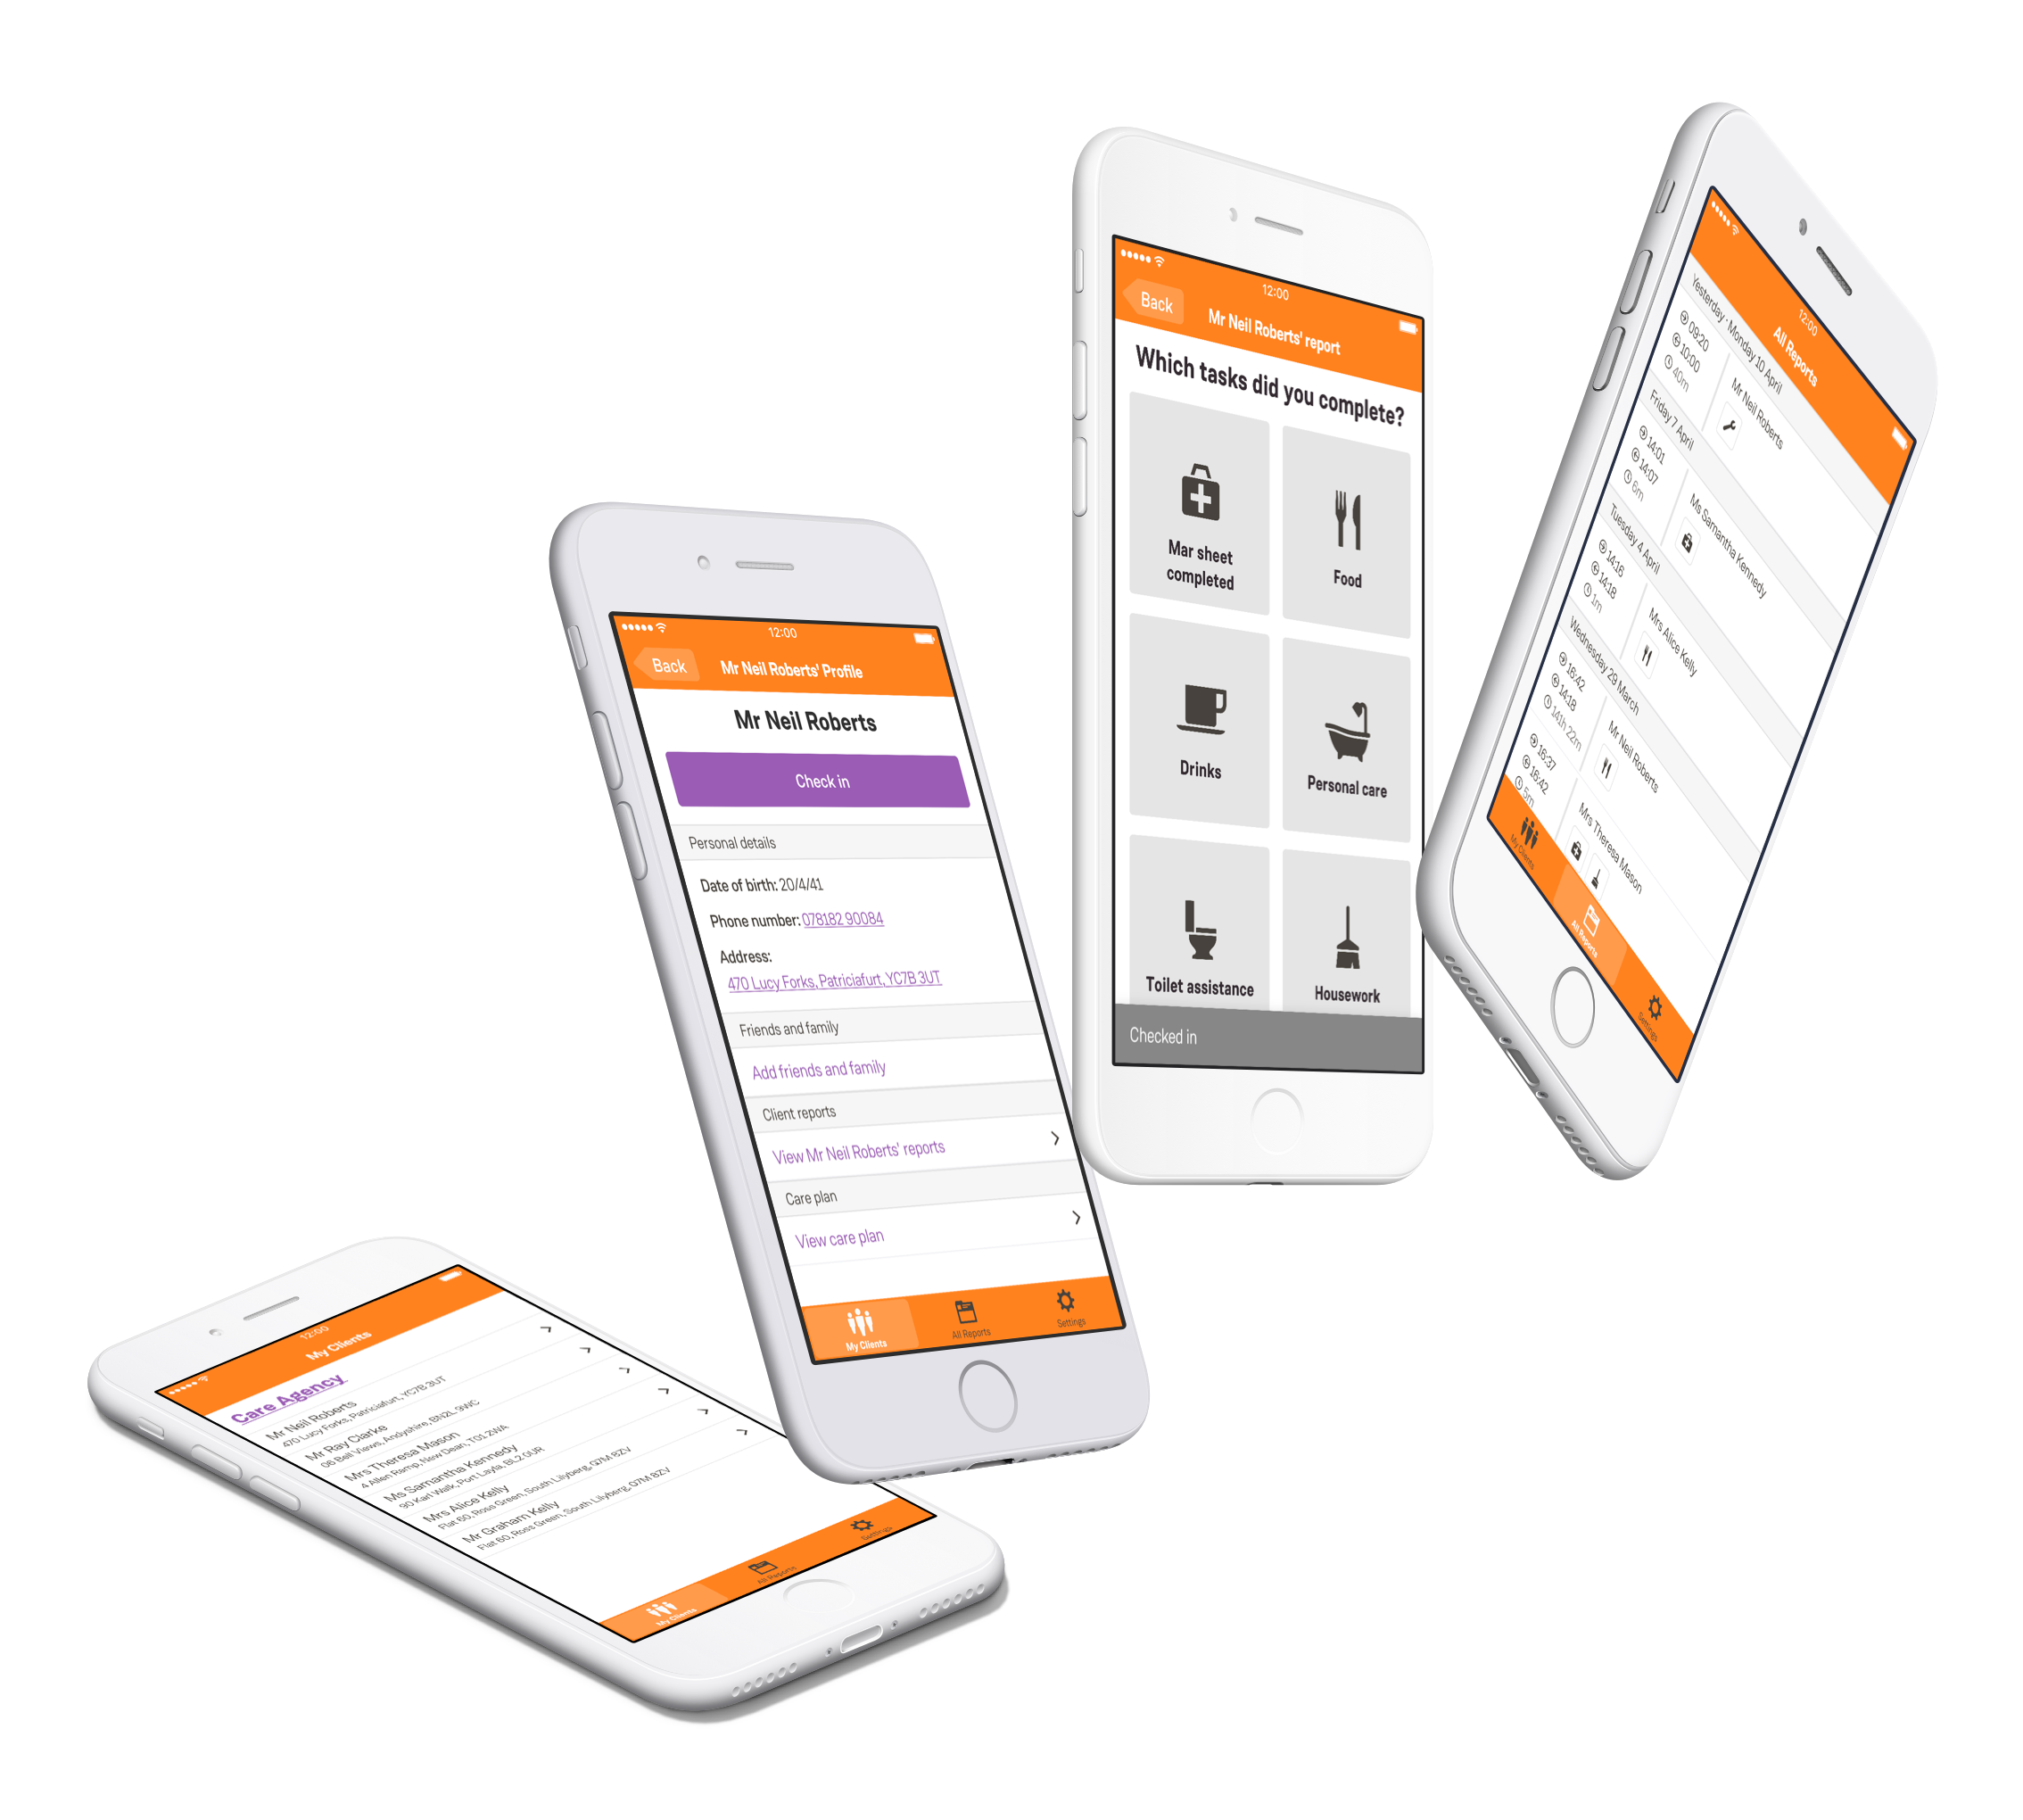 12:00
My Clients
Care Agency
Mr Neil Roberts
470 Lucy Forks, Patriciafurt, YC7B 3UT
Mr Ray Clarke
08 Bell Views, Andyshire, BN2L 9WC
Mrs Theresa Mason
4 Allen Ramp, New Dean, T01 2WA
Ms Samantha Kennedy
90 Karl Walk, Port Layla, BL2 0UR
Mrs Alice Kelly
Flat 60, Ross Green, South Lilyberg, 07M 8ZV
Mr Graham Kelly
Flat 60, Ross Green, South Lilyberg, 07M 8ZV
My Clients
All Reports
Settings
12:00
Back
Mr Neil Roberts' Profile
Mr Neil Roberts
Check in
Personal details
Date of birth: 20/4/41
Phone number: 078182 90084
Address:
470 Lucy Forks, Patriciafurt, YC7B 3UT
Friends and family
Add friends and family
Client reports
View Mr Neil Roberts' reports
Care plan
View care plan
My Clients
All Reports
Settings
12:00
Back
Mr Neil Roberts' report
Which tasks did you complete?
Mar sheet
completed
Food
Drinks
Personal care
Toilet assistance
Housework
Checked in
12:00
All Reports
Yesterday - Monday 10 April
09:20
10:00
40m
Mr Neil Roberts
Friday 7 April
14:01
14:07
6m
Ms Samantha Kennedy
Tuesday 4 April
14:16
14:18
1m
Mrs Alice Kelly
Wednesday 29 March
16:42
14:18
141h 22m
Mr Neil Roberts
16:37
16:42
5m
Mrs Theresa Mason
My Clients
All Reports
Settings